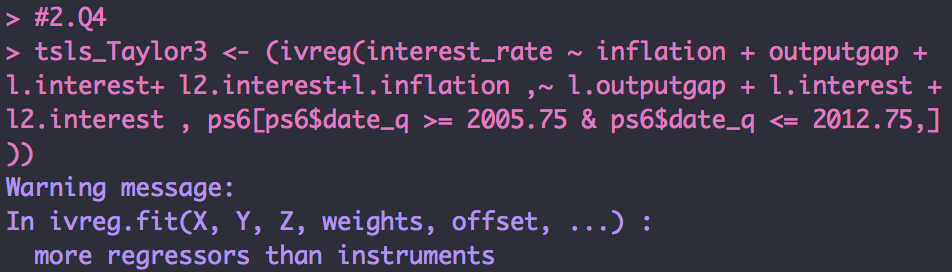 > #2.Q4
> tsls_Taylor3 <- (ivreg(interest_rate ~ inflation + outputgap +
l.interest+ l2.interest+l.inflation ,~ l.outputgap + l.interest +
l2.interest , ps6[ps6$date_q >= 2005.75 & ps6$date_q <= 2012.75,]
))
Warning message:
In ivreg.fit(X, Y, Z, weights, offset, ...) :
  more regressors than instruments